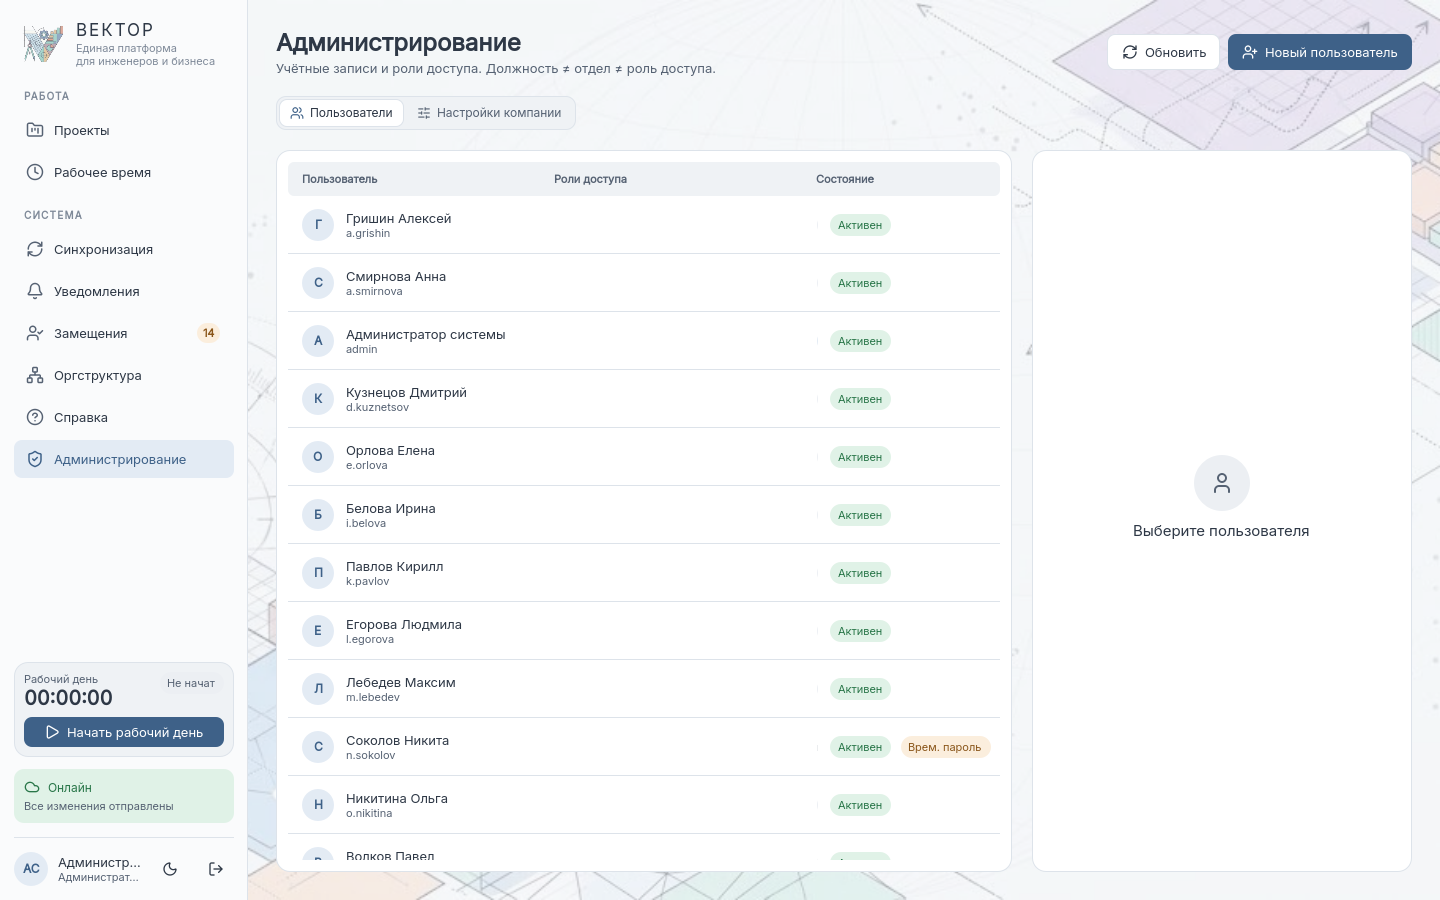 ВЕКТОР
Единая платформа
для инженеров и бизнеса
РАБОТА
Проекты
Рабочее время
СИСТЕМА
Синхронизация
Уведомления
Замещения 14
Оргструктура
Справка
Администрирование
Рабочий день
Не начат
00:00:00
Начать рабочий день
Онлайн
Все изменения отправлены
АС
Администр...
Администрат...
Администрирование
Учётные записи и роли доступа. Должность ≠ отдел ≠ роль доступа.
Обновить
Новый пользователь
Пользователи
Настройки компании
Пользователь Роли доступа Состояние
Г
Гришин Алексей
a.grishin
Активен
С
Смирнова Анна
a.smirnova
Активен
А
Администратор системы
admin
Активен
К
Кузнецов Дмитрий
d.kuznetsov
Активен
О
Орлова Елена
e.orlova
Активен
Б
Белова Ирина
i.belova
Активен
П
Павлов Кирилл
k.pavlov
Активен
Е
Егорова Людмила
l.egorova
Активен
Л
Лебедев Максим
m.lebedev
Активен
С
Соколов Никита
n.sokolov
Активен Врем. пароль
Н
Никитина Ольга
o.nikitina
Активен
Волков Павел
Выберите пользователя